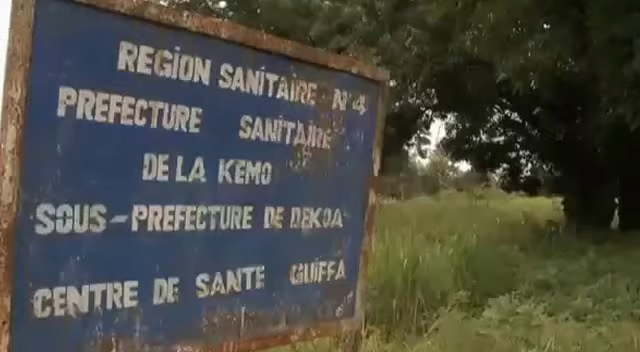 REGION SANITAIRE N°4
PREFECTURE SANITAIRE
DE LA KEMO
SOUS-PREFECTURE DE DEKOA
CENTRE DE SANTE GUIFFA